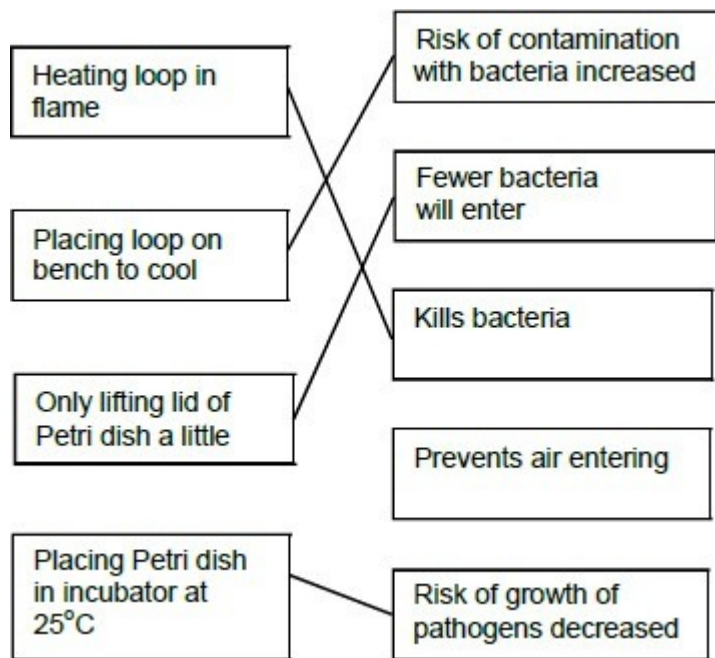 Heating loop in
flame
Placing loop on
bench to cool
Only lifting lid of
Petri dish a little
Placing Petri dish
in incubator at
25°C
Risk of contamination
with bacteria increased
Fewer bacteria
will enter
Kills bacteria
Prevents air entering
Risk of growth of
pathogens decreased